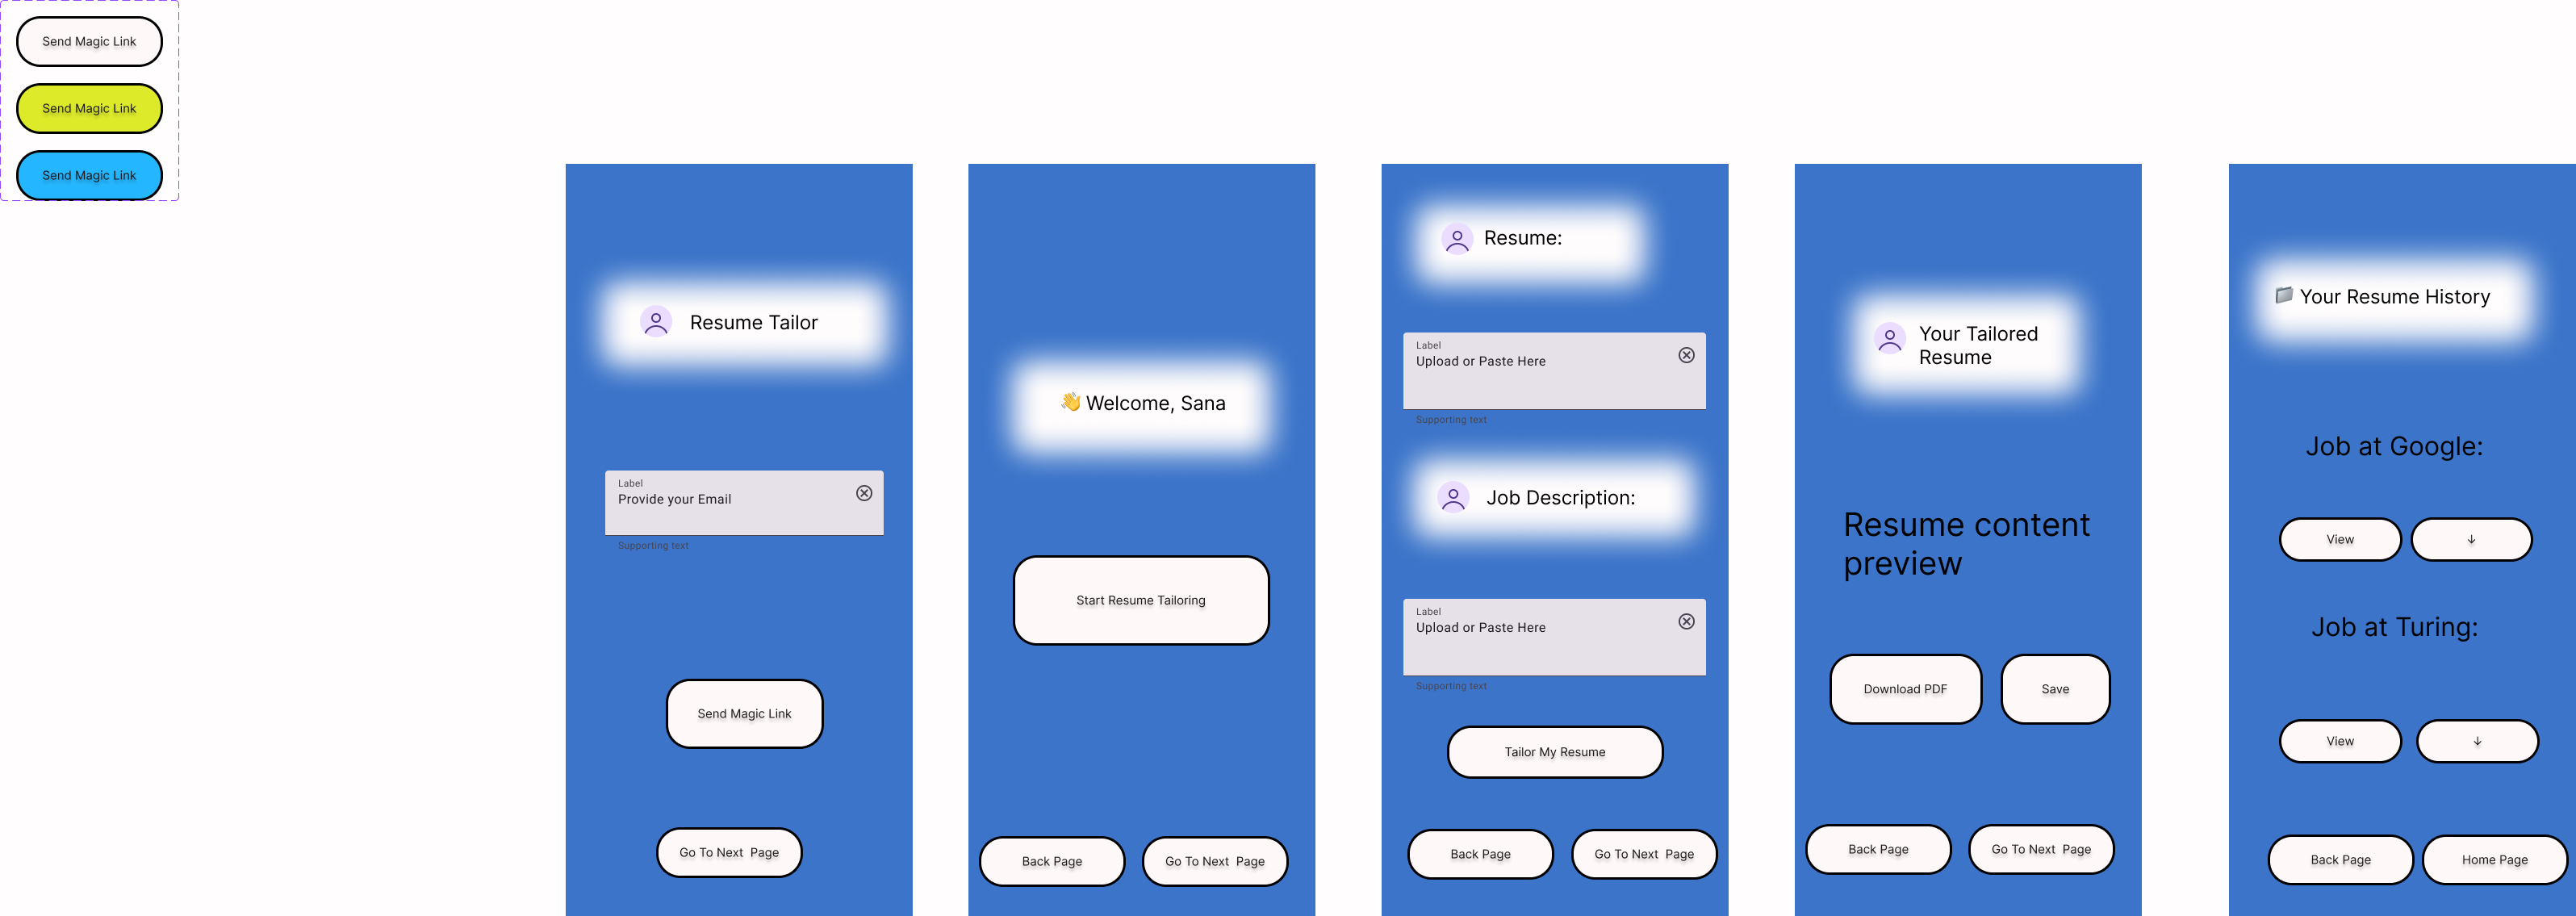 Send Magic Link
Send Magic Link
Send Magic Link
Resume Tailor
Label
Provide your Email
Supporting text
Send Magic Link
Go To Next  Page
👋 Welcome, Sana
Start Resume Tailoring
Back Page
Go To Next  Page
Resume:
Label
Upload or Paste Here
Supporting text
Job Description:
Label
Upload or Paste Here
Supporting text
Tailor My Resume
Back Page
Go To Next  Page
Your Tailored
Resume
Resume content
preview
Download PDF
Save
Back Page
Go To Next  Page
📁 Your Resume History
Job at Google:
View
↓
Job at Turing:
View
↓
Back Page
Home Page